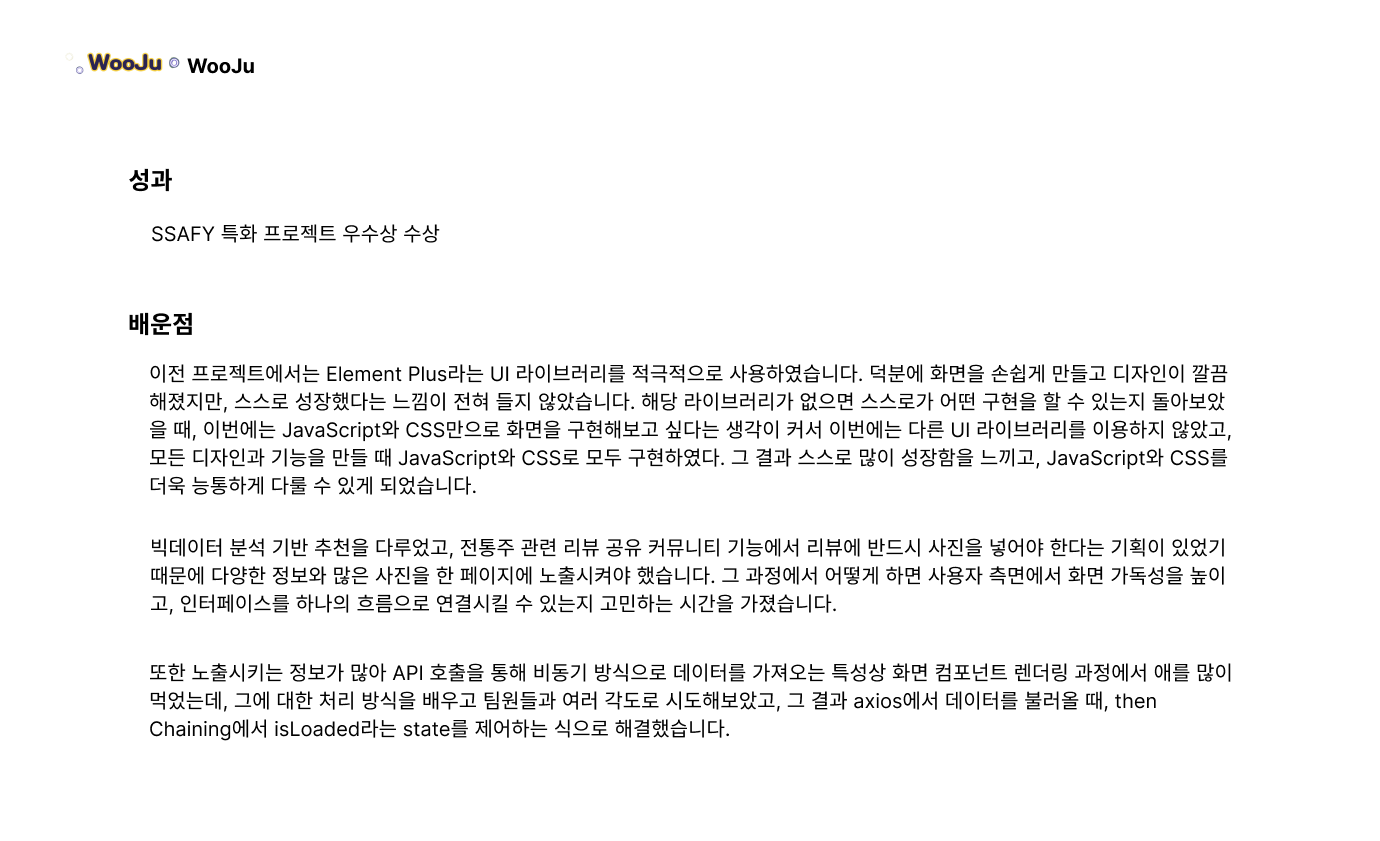 WooJu WooJu
성과
SSAFY 특화 프로젝트 우수상 수상
배운점
이전 프로젝트에서는 Element Plus라는 UI 라이브러리를 적극적으로 사용하였습니다. 덕분에 화면을 손쉽게 만들고 디자인이 깔끔
해졌지만, 스스로 성장했다는 느낌이 전혀 들지 않았습니다. 해당 라이브러리가 없으면 스스로가 어떤 구현을 할 수 있는지 돌아보았
을 때, 이번에는 JavaScript와 CSS만으로 화면을 구현해보고 싶다는 생각이 커서 이번에는 다른 UI 라이브러리를 이용하지 않았고,
모든 디자인과 기능을 만들 때 JavaScript와 CSS로 모두 구현하였다. 그 결과 스스로 많이 성장함을 느끼고, JavaScript와 CSS를
더욱 능통하게 다룰 수 있게 되었습니다.
빅데이터 분석 기반 추천을 다루었고, 전통주 관련 리뷰 공유 커뮤니티 기능에서 리뷰에 반드시 사진을 넣어야 한다는 기획이 있었기
때문에 다양한 정보와 많은 사진을 한 페이지에 노출시켜야 했습니다. 그 과정에서 어떻게 하면 사용자 측면에서 화면 가독성을 높이
고, 인터페이스를 하나의 흐름으로 연결시킬 수 있는지 고민하는 시간을 가졌습니다.
또한 노출시키는 정보가 많아 API 호출을 통해 비동기 방식으로 데이터를 가져오는 특성상 화면 컴포넌트 렌더링 과정에서 애를 많이
먹었는데, 그에 대한 처리 방식을 배우고 팀원들과 여러 각도로 시도해보았고, 그 결과 axios에서 데이터를 불러올 때, then
Chaining에서 isLoaded라는 state를 제어하는 식으로 해결했습니다.